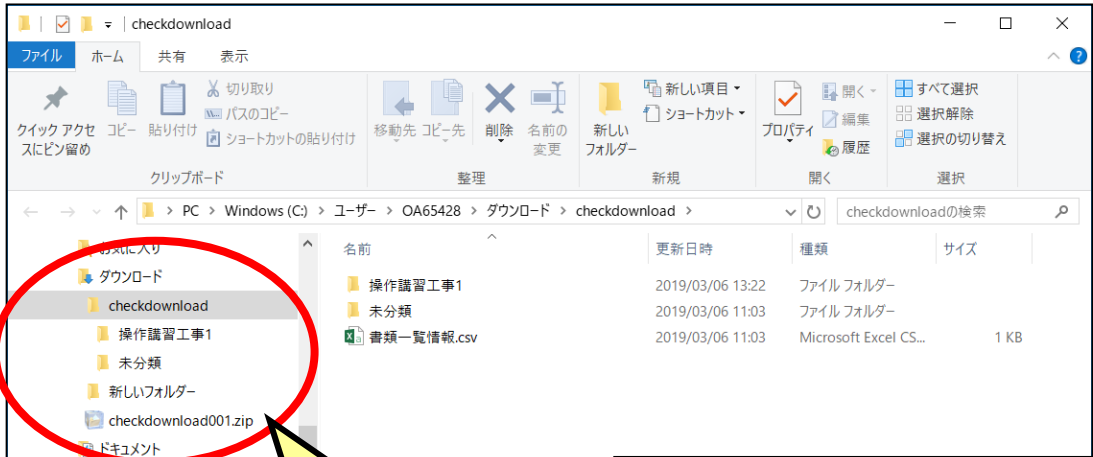 checkdownload
ファイル ホーム 共有 表示
クイック アクセスにピン留め
コピー
貼り付け
切り取り
パスのコピー
ショートカットの貼り付け
クリップボード
移動先
コピー先
削除
名前の変更
整理
新しいフォルダー
新しい項目
ショートカット
新規
プロパティ
開く
編集
履歴
開く
すべて選択
選択解除
選択の切り替え
選択
PC > Windows (C:) > ユーザー > OA65428 > ダウンロード > checkdownload >
checkdownloadの検索
お気に入り
ダウンロード
checkdownload
操作講習工事1
未分類
新しいフォルダー
checkdownload001.zip
ドキュメント
名前 更新日時 種類 サイズ
操作講習工事1 2019/03/06 13:22 ファイル フォルダー
未分類 2019/03/06 11:03 ファイル フォルダー
書類一覧情報.csv 2019/03/06 11:03 Microsoft Excel CS... 1 KB